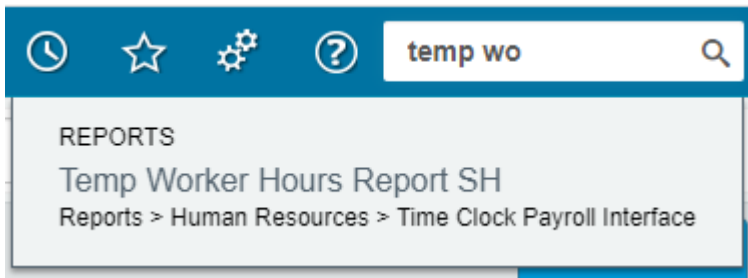 temp wo
REPORTS
Temp Worker Hours Report SH
Reports > Human Resources > Time Clock Payroll Interface